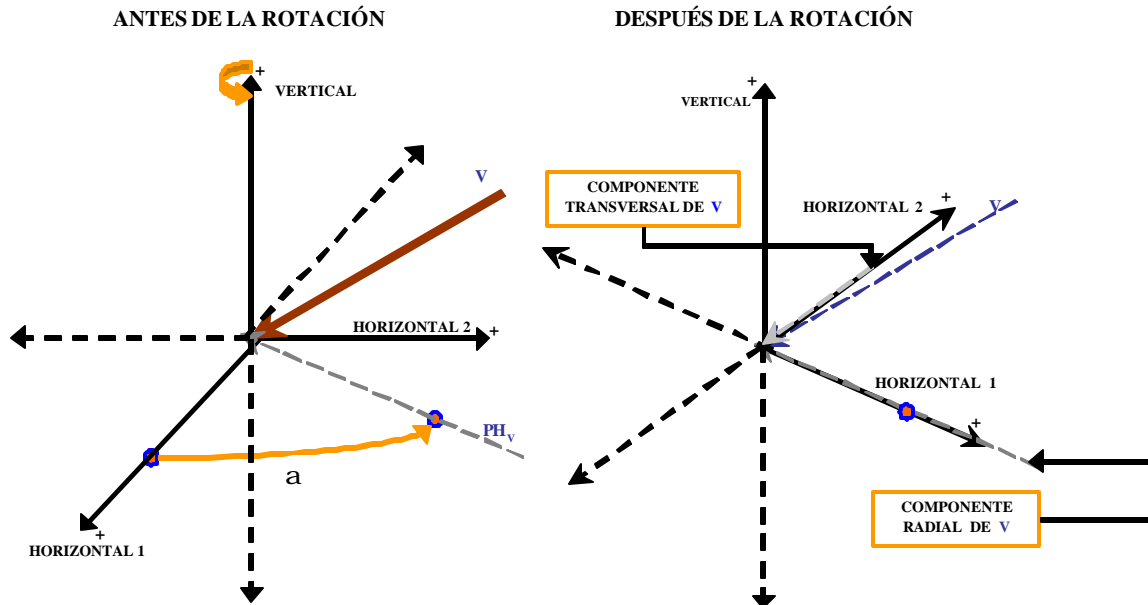 ANTES DE LA ROTACIÓN
+
VERTICAL
V
HORIZONTAL 2
+
PH V
a
+
HORIZONTAL 1
DESPUÉS DE LA ROTACIÓN
+
VERTICAL
COMPONENTE
TRANSVERSAL DE V
HORIZONTAL 2
+
V
HORIZONTAL 1
+
COMPONENTE
RADIAL DE V